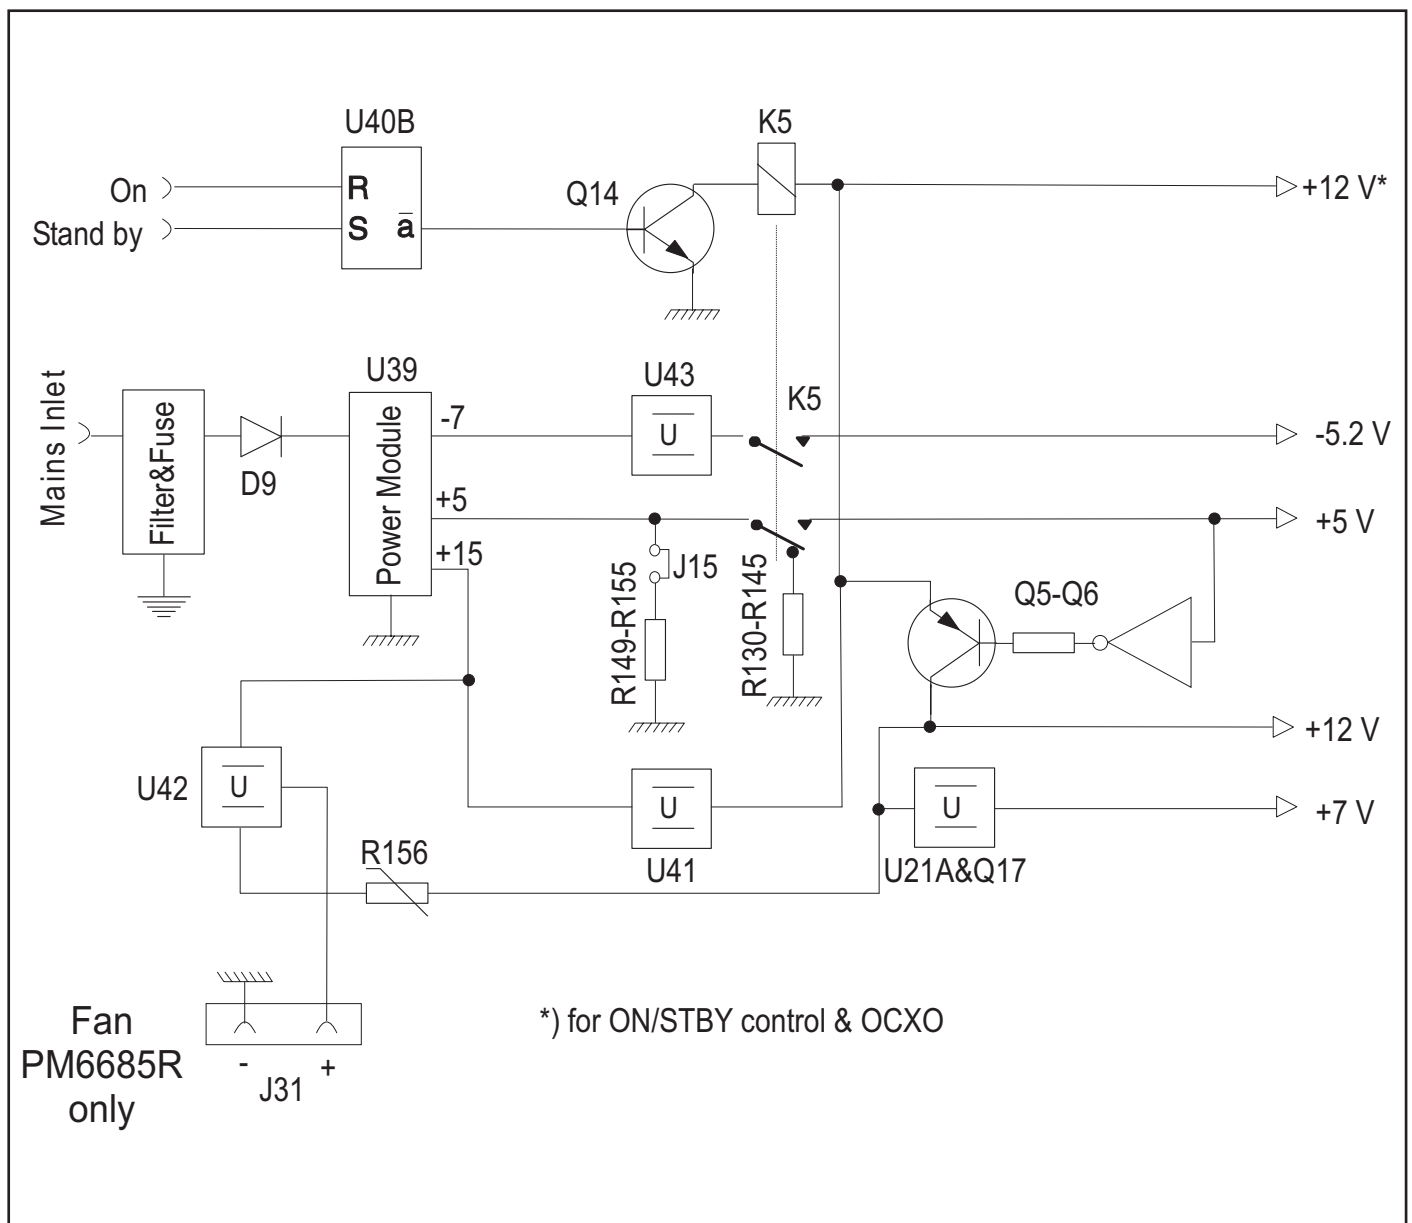 U40B
K5
On
R
Q14
+12 V*
Stand by
S a̅
Mains Inlet
Filter&Fuse
D9
U39
Power Module
-7
+5
+15
U43
U
K5
-5.2 V
+5 V
J15
R149-R155
R130-R145
Q5-Q6
+12 V
U42
U
U
U41
U
U21A&Q17
+7 V
R156
Fan
PM6685R
only
- +
J31
*) for ON/STBY control & OCXO